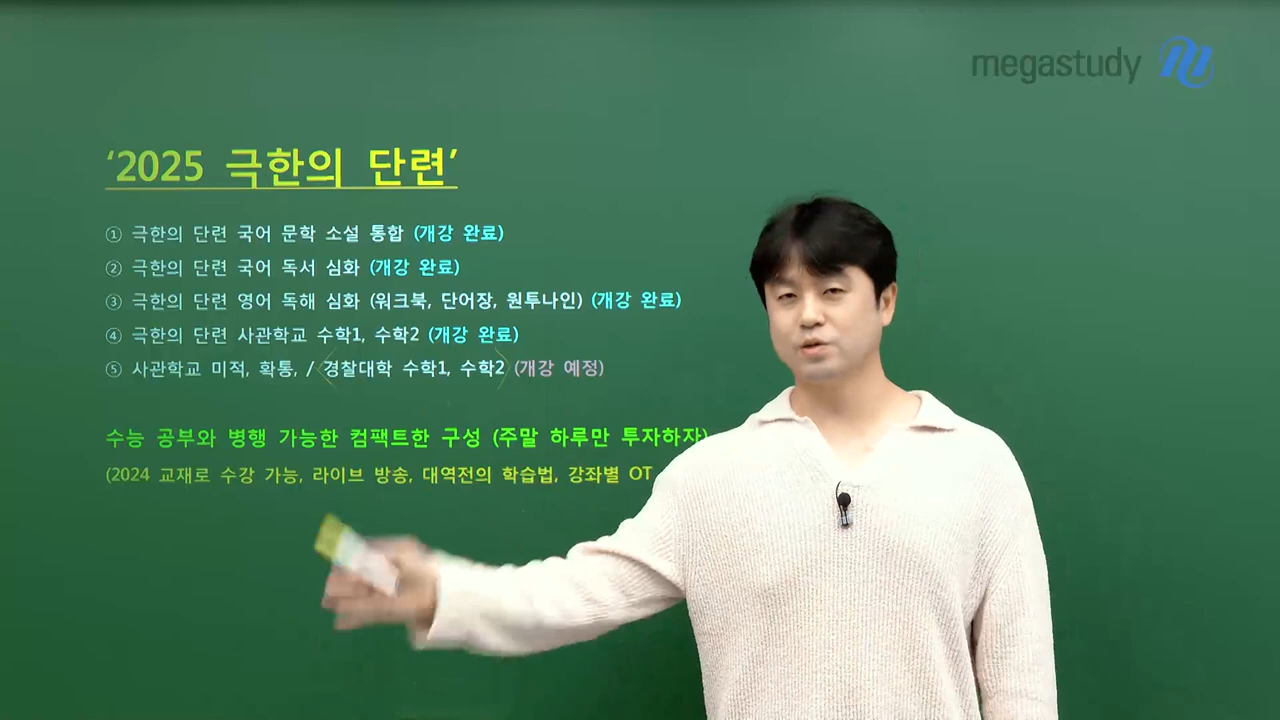 megastudy
‘2025 극한의 단련’
① 극한의 단련 국어 문학 소설 통합 (개강 완료)
② 극한의 단련 국어 독서 심화 (개강 완료)
③ 극한의 단련 영어 독해 심화 (워크북, 단어장, 원투나인) (개강 완료)
④ 극한의 단련 사관학교 수학1, 수학2 (개강 완료)
⑤ 사관학교 미적, 확통, / 경찰대학 수학1, 수학2 (개강 예정)
수능 공부와 병행 가능한 컴팩트한 구성 (주말 하루만 투자하자)
(2024 교재로 수강 가능, 라이브 방송, 대역전의 학습법, 강좌별 OT